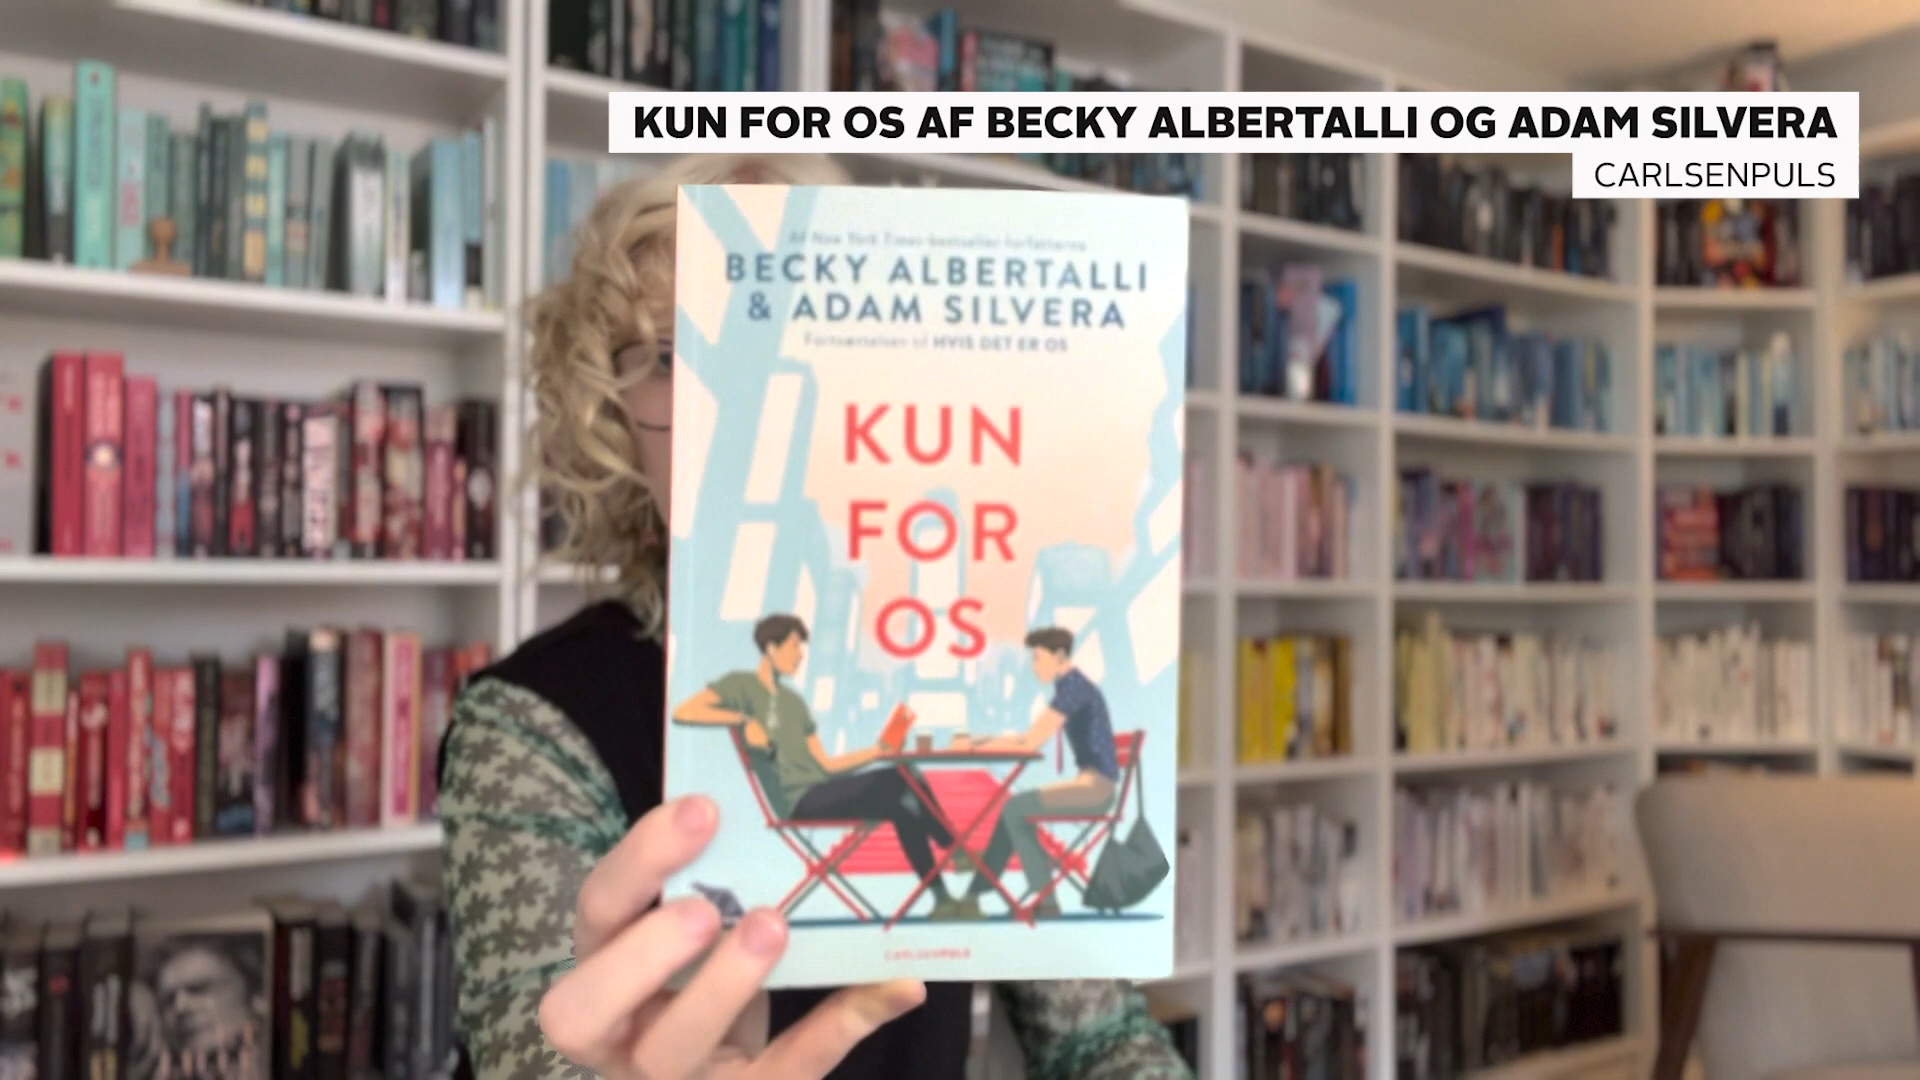 KUN FOR OS AF BECKY ALBERTALLI OG ADAM SILVERA
CARLSENPULS
Af New York Times-bestseller forfatterne
BECKY ALBERTALLI
& ADAM SILVERA
Fortsættelsen til HVIS DET ER OS
KUN
FOR
OS
CARLSENPULS